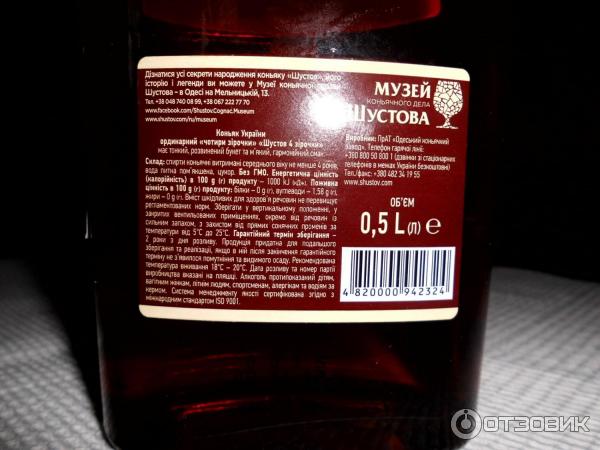 Дізнатися усі секрети народження коньяку «Шустов», його
історію і легенди ви можете у Музеї коньячної справи
Шустова – в Одесі на Мельницькій, 13.
Тел. +38 048 740 08 99, +38 067 222 77 70
www.facebook.com/Shustov.Cognac.Museum
www.shustov.ru/museum
Коньяк України
ординарний «чотири зірочки» «Шустов 4 зірочки»
має тонкий, розвинений букет та м'який, гармонійний смак.
Склад: спирти коньячні витримані середнього віку не менше 4 років,
вода питна пом'якшена, цукор. Без ГМО. Енергетична цінність
(калорійність) в 100 g (г) продукту – 1000 kJ (кДж). Поживна
цінність в 100 g (г) продукту: білки – 0 g (г), вуглеводи – 1,58 g (г),
жири – 0 g (г). Вміст шкідливих для здоров'я речовин не перевищує
встановлених норм. Зберігати у вертикальному положенні, у
закритих вентильованих приміщеннях, окремо від речовин із
сильним запахом, з захистом від прямих сонячних променів за
температури від 5°C до 25°C. Гарантійний термін зберігання –
2 роки з дня розливу. Продукція придатна для подальшого
зберігання та реалізації, якщо в ній після закінчення гарантійного
терміну не з'явилося помутніння та видимого осаду. Рекомендована
температура вживання 18°C – 20°C. Дата розливу та номер партії
виробництва вказані на пляшці. Алкоголь протипоказаний дітям,
вагітним жінкам, літнім людям, спортсменам, алергікам та водіям за
кермом. Система менеджменту якості сертифікована згідно з
міжнародним стандартом ISO 9001.
МУЗЕЙ
КОНЬЯЧНОГО ДЕЛА
ШУСТОВА
Виробник: ПрАТ «Одеський коньячний
завод». Телефон гарячої лінії:
+380 800 50 800 1 (дзвінки зі стаціонарних
телефонів в межах України безкоштовні)
Тел./факс: +380 482 34 19 55
www.shustov.com
ОБ'ЄМ
0,5 L (л) ℮
4 820000 942324
ОТЗОВИК